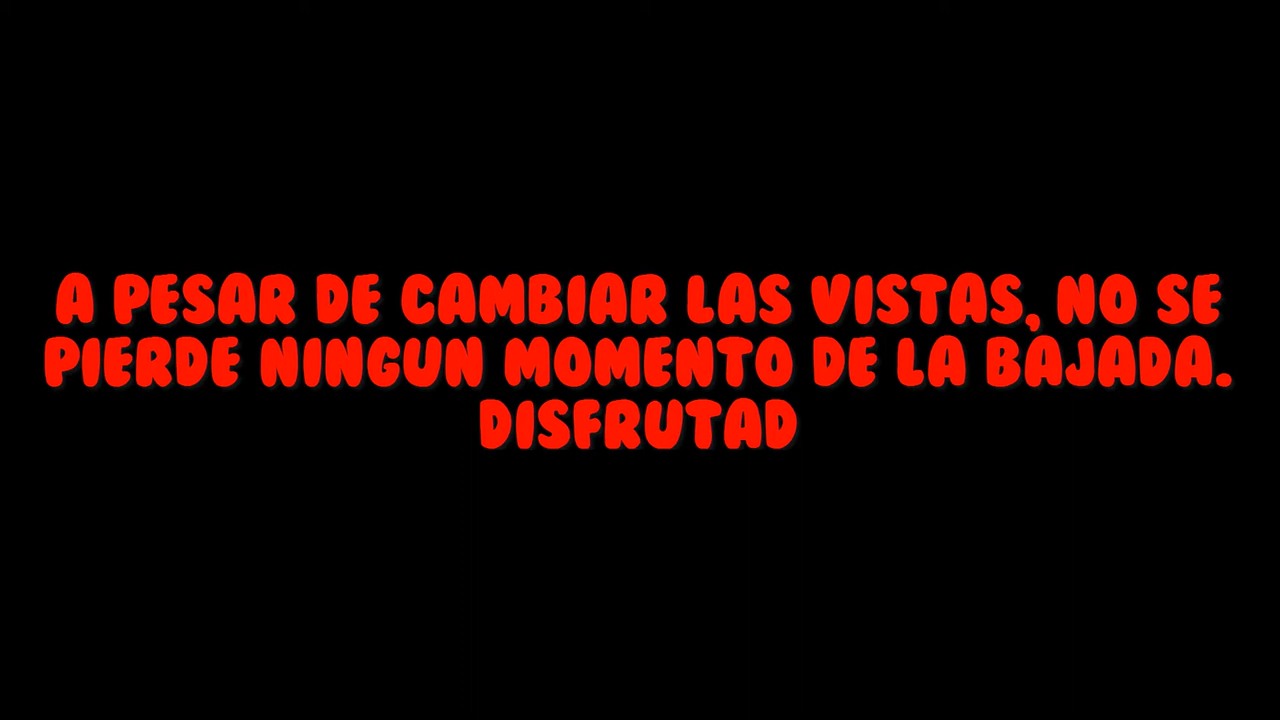 A PESAR DE CAMBIAR LAS VISTAS, NO SE
PIERDE NINGUN MOMENTO DE LA BAJADA.
DISFRUTAD